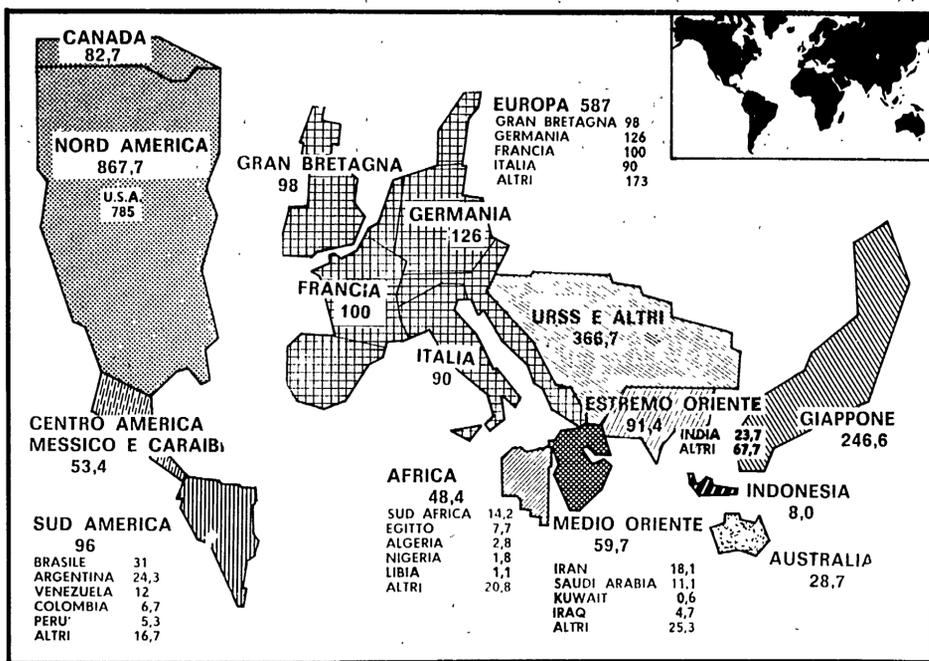 CANADA
82,7
NORD AMERICA
867,7
U.S.A.
785
CENTRO AMERICA
MESSICO E CARAIBI
53,4
SUD AMERICA
96
BRASILE 31
ARGENTINA 24,3
VENEZUELA 12
COLOMBIA 6,7
PERU' 5,3
ALTRI 16,7
GRAN BRETAGNA
98
GERMANIA
126
FRANCIA
100
ITALIA
90
EUROPA 587
GRAN BRETAGNA 98
GERMANIA 126
FRANCIA 100
ITALIA 90
ALTRI 173
URSS E ALTRI
366,7
ESTREMO ORIENTE
91,4
INDIA 23,7
ALTRI 67,7
GIAPPONE
246,6
INDONESIA
8,0
AUSTRALIA
28,7
AFRICA
48,4
SUD AFRICA 14,2
EGITTO 7,7
ALGERIA 2,8
NIGERIA 1,8
LIBIA 1,1
ALTRI 20,8
MEDIO ORIENTE
59,7
IRAN 18,1
SAUDI ARABIA 11,1
KUWAIT 0,6
IRAQ 4,7
ALTRI 25,3